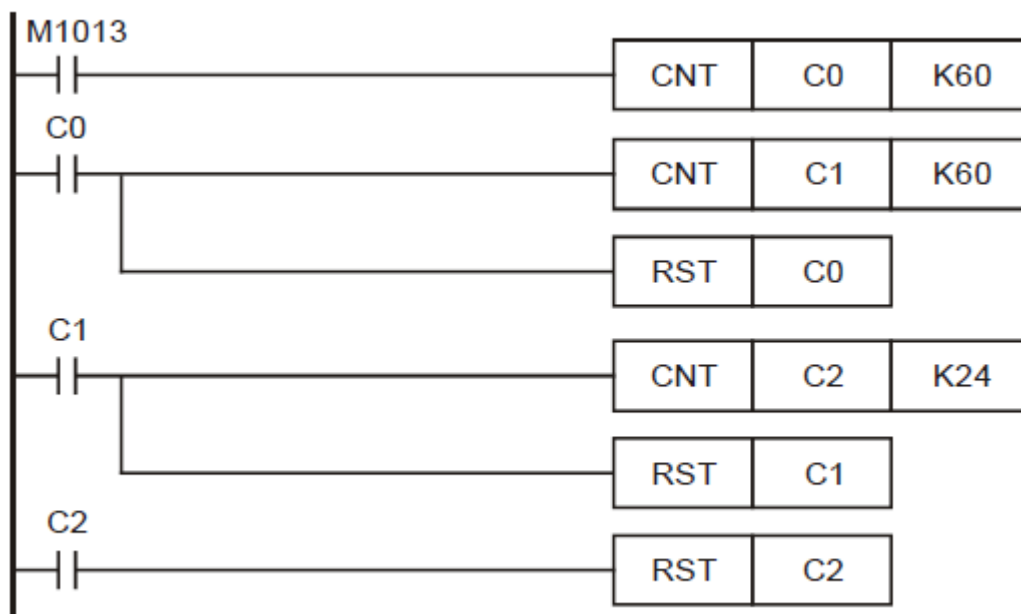 M1013
CNT C0 K60
C0
CNT C1 K60
RST C0
C1
CNT C2 K24
RST C1
C2
RST C2